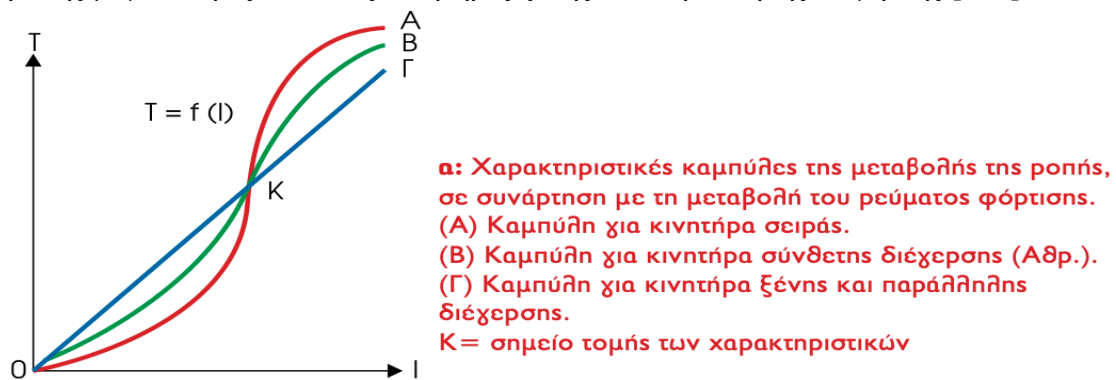 T
A
B
Γ
T = f (I)
K
O
I
α: Χαρακτηριστικές καμπύλες της μεταβολής της ροπής,
σε συνάρτηση με τη μεταβολή του ρεύματος φόρτισης.
(Α) Καμπύλη για κινητήρα σειράς.
(Β) Καμπύλη για κινητήρα σύνθετης διέγερσης (Αθρ.).
(Γ) Καμπύλη για κινητήρα ξένης και παράλληλης
διέγερσης.
Κ= σημείο τομής των χαρακτηριστικών